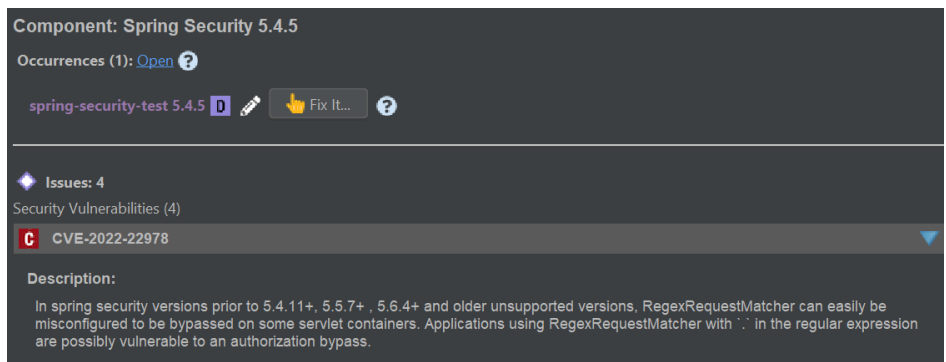 Component: Spring Security 5.4.5
Occurrences (1): Open ?
spring-security-test 5.4.5 D Fix It... ?
Issues: 4
Security Vulnerabilities (4)
C CVE-2022-22978
Description:
In spring security versions prior to 5.4.11+, 5.5.7+ , 5.6.4+ and older unsupported versions, RegexRequestMatcher can easily be
misconfigured to be bypassed on some servlet containers. Applications using RegexRequestMatcher with `.` in the regular expression
are possibly vulnerable to an authorization bypass.